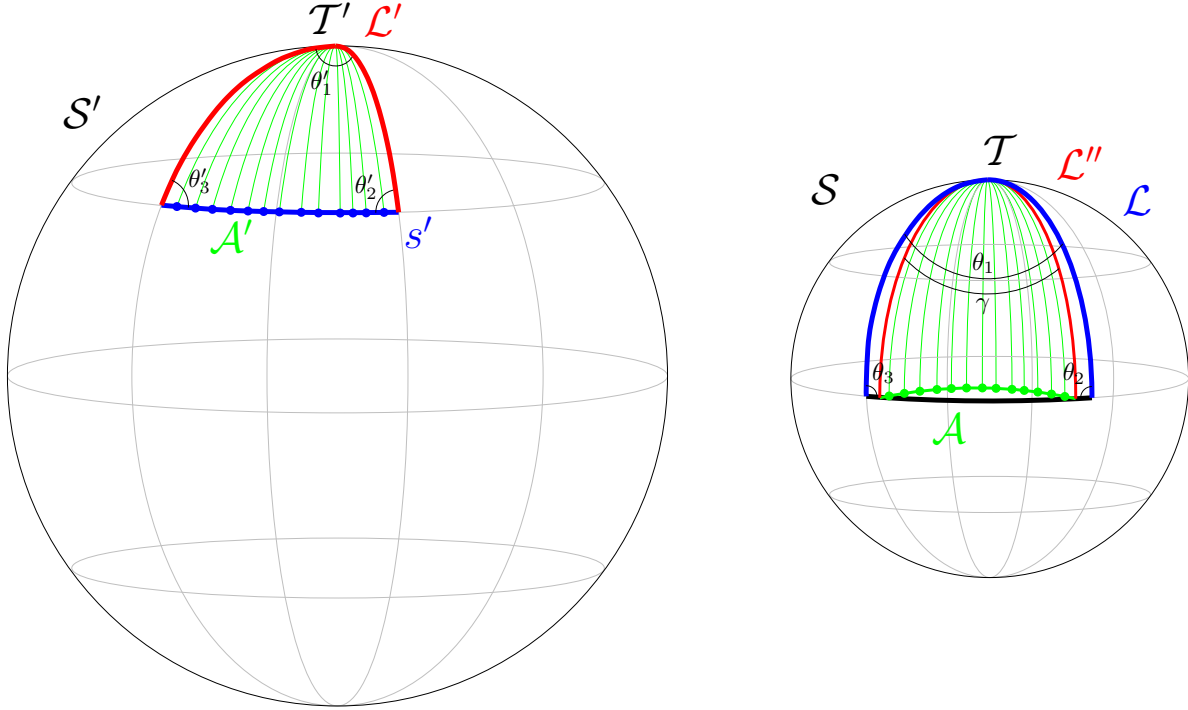 𝒯′ ℒ′
θ′₁
𝒮′
θ′₃ θ′₂
𝒜′ s′
𝒯 ℒ″
𝒮 ℒ
θ₁
γ
θ₃ θ₂
𝒜